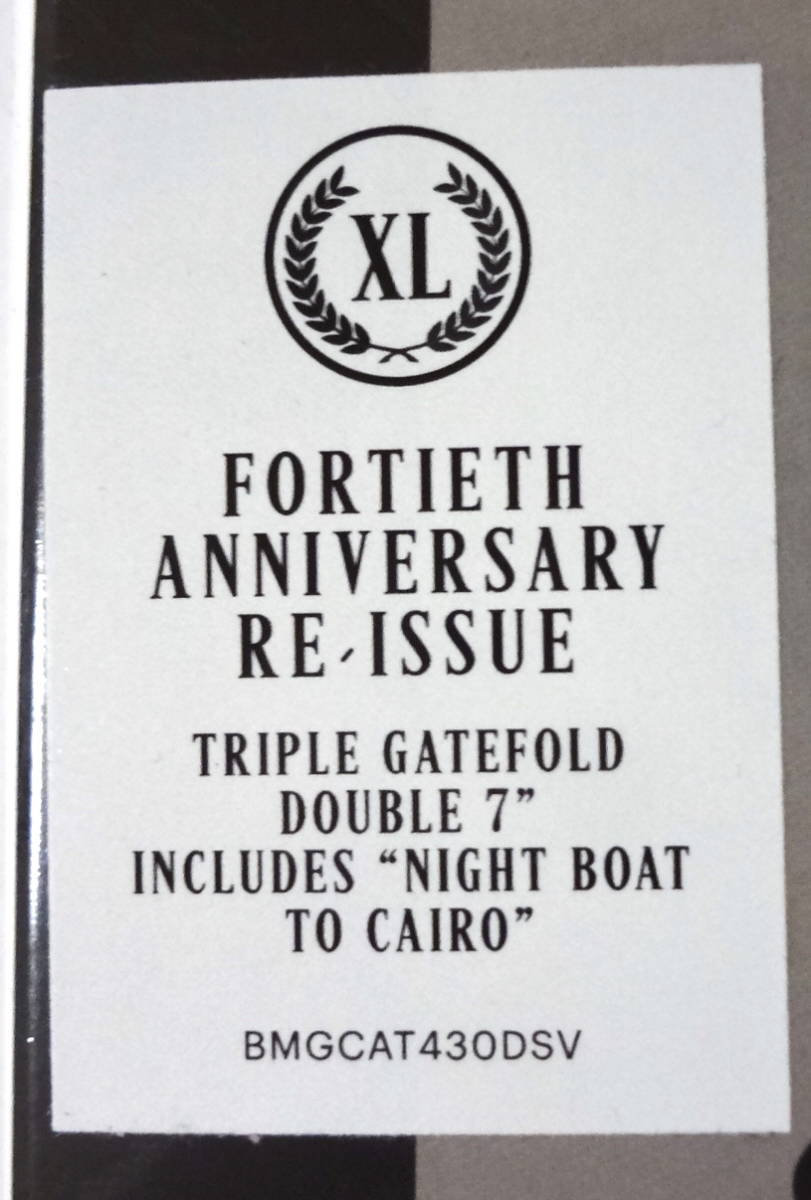 XL
FORTIETH
ANNIVERSARY
RE-ISSUE
TRIPLE GATEFOLD
DOUBLE 7”
INCLUDES “NIGHT BOAT
TO CAIRO”
BMGCAT430DSV